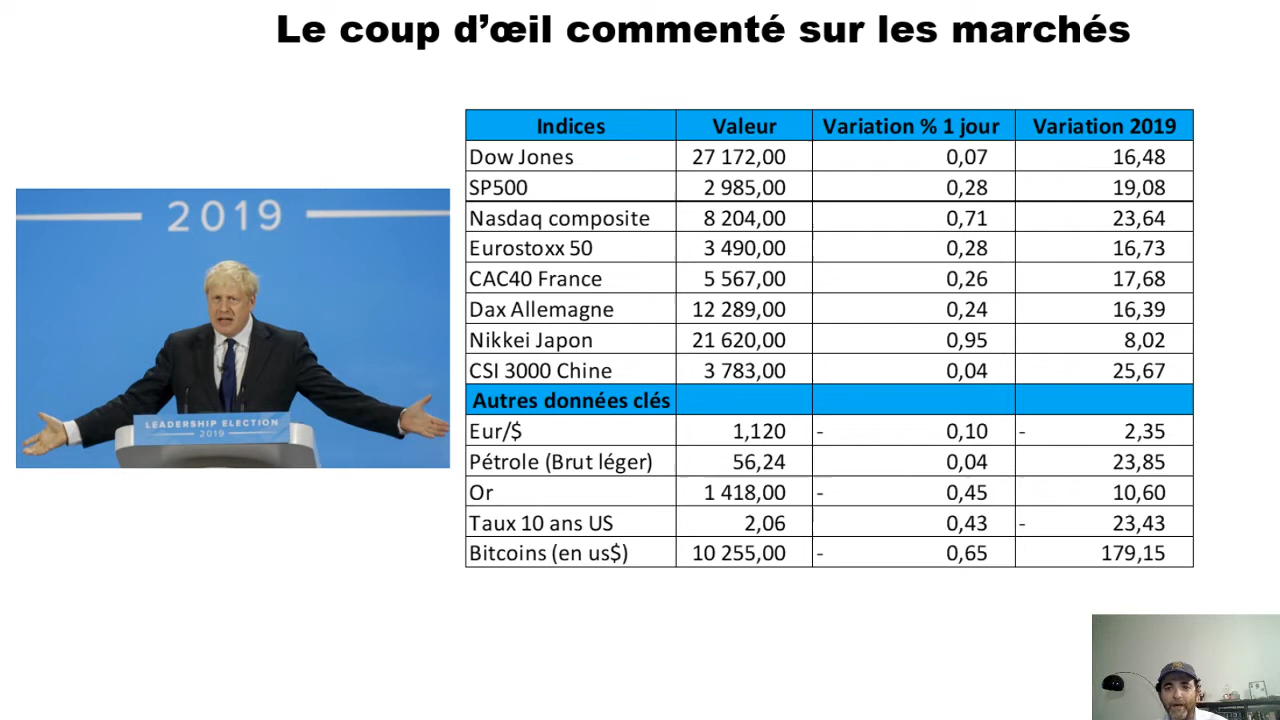 Le coup d’œil commenté sur les marchés
2019
LEADERSHIP ELECTION
2019
Indices Valeur Variation % 1 jour Variation 2019
Dow Jones 27 172,00 0,07 16,48
SP500 2 985,00 0,28 19,08
Nasdaq composite 8 204,00 0,71 23,64
Eurostoxx 50 3 490,00 0,28 16,73
CAC40 France 5 567,00 0,26 17,68
Dax Allemagne 12 289,00 0,24 16,39
Nikkei Japon 21 620,00 0,95 8,02
CSI 3000 Chine 3 783,00 0,04 25,67
Autres données clés
Eur/$ 1,120 - 0,10 - 2,35
Pétrole (Brut léger) 56,24 0,04 23,85
Or 1 418,00 - 0,45 10,60
Taux 10 ans US 2,06 0,43 - 23,43
Bitcoins (en us$) 10 255,00 - 0,65 179,15